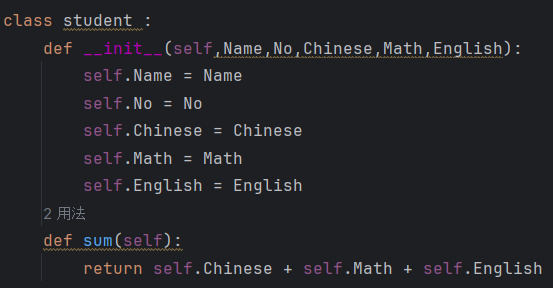 class student :
    def __init__(self,Name,No,Chinese,Math,English):
        self.Name = Name
        self.No = No
        self.Chinese = Chinese
        self.Math = Math
        self.English = English
    2 用法
    def sum(self):
        return self.Chinese + self.Math + self.English